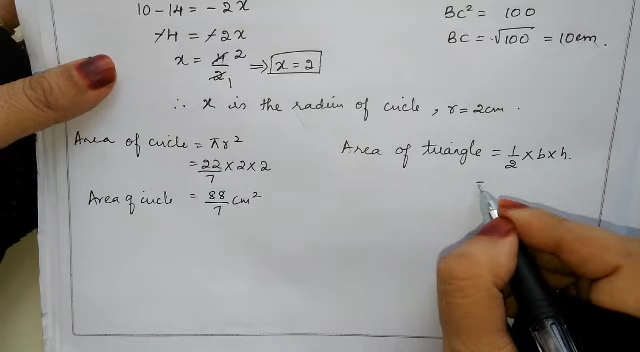 10-14 = -2x
-4 = -2x
x = 4/2 2 1 ⇒ x = 2
BC² = 100
BC = √100 = 10cm.
∴ x is the radius of circle, r = 2cm.
Area of circle = πr²
= 22/7 × 2 × 2
Area of circle = 88/7 cm²
Area of triangle = 1/2 × b × h.
=